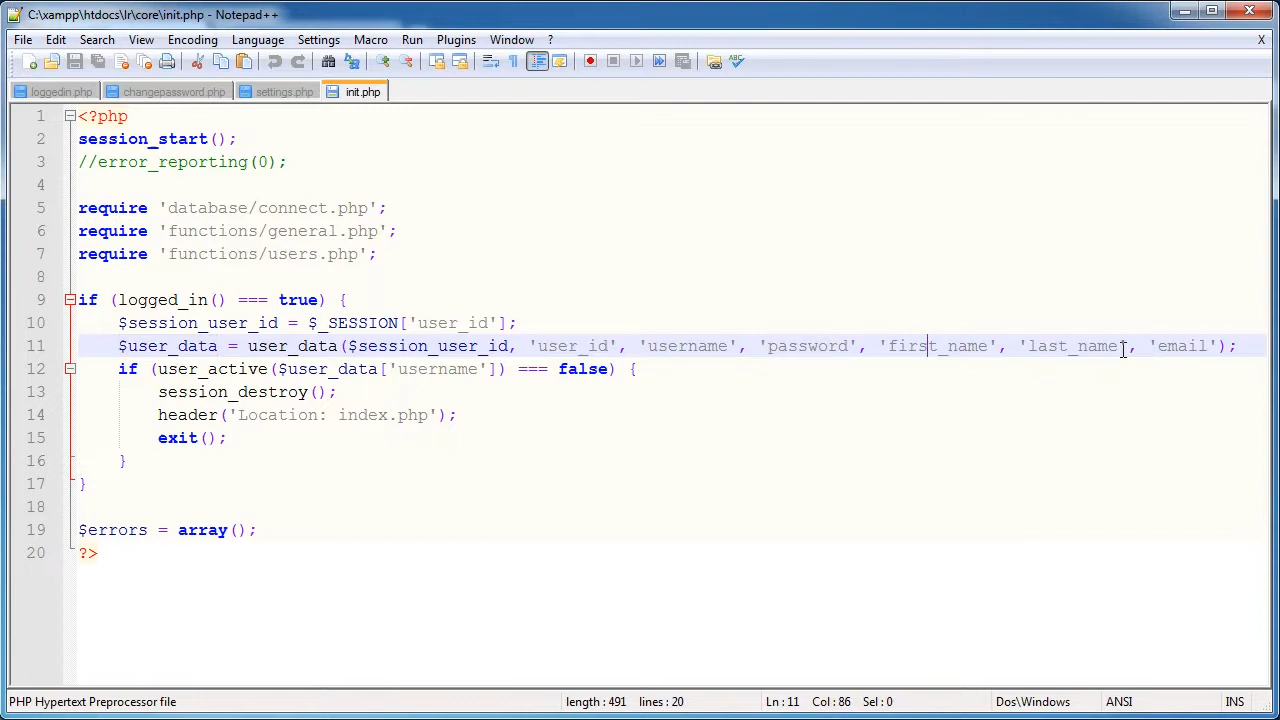 C:\xampp\htdocs\lr\core\init.php - Notepad++
File Edit Search View Encoding Language Settings Macro Run Plugins Window ? X
loggedin.php changepassword.php settings.php init.php
1 <?php
2 session_start();
3 //error_reporting(0);
4
5 require 'database/connect.php';
6 require 'functions/general.php';
7 require 'functions/users.php';
8
9 if (logged_in() === true) {
10 $session_user_id = $_SESSION['user_id'];
11 $user_data = user_data($session_user_id, 'user_id', 'username', 'password', 'first_name', 'last_name', 'email');
12 if (user_active($user_data['username']) === false) {
13 session_destroy();
14 header('Location: index.php');
15 exit();
16 }
17 }
18
19 $errors = array();
20 ?>
PHP Hypertext Preprocessor file length : 491 lines : 20 Ln : 11 Col : 86 Sel : 0 Dos\Windows ANSI INS